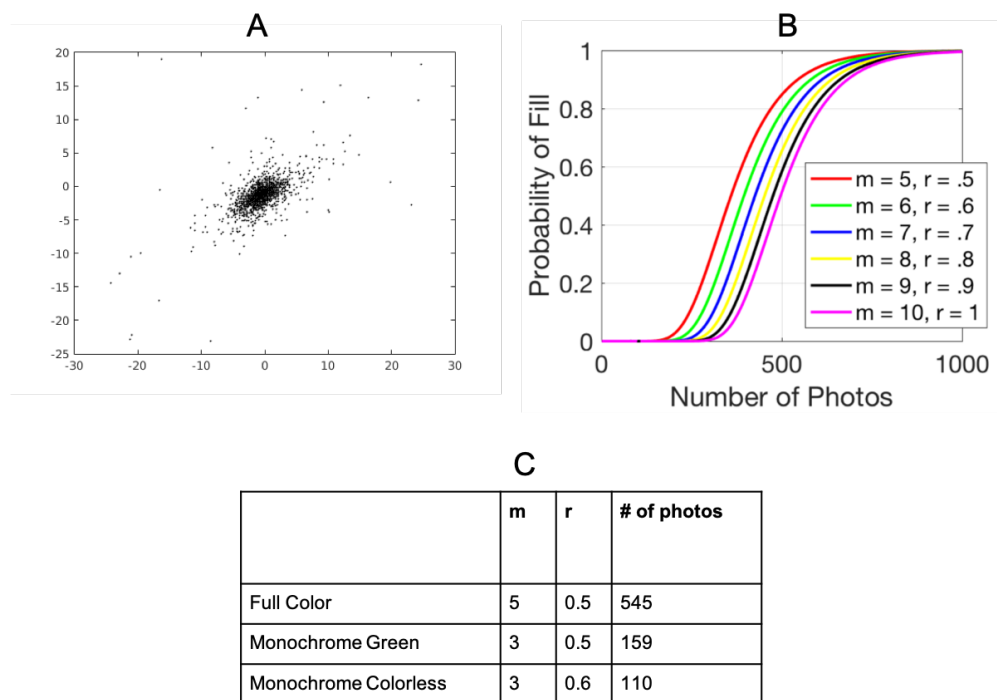 A
20
15
10
5
0
-5
-10
-15
-20
-25
-30 -20 -10 0 10 20 30
B
1
0.8
0.6
0.4
0.2
0
0 500 1000
Probability of Fill
Number of Photos
m = 5, r = .5
m = 6, r = .6
m = 7, r = .7
m = 8, r = .8
m = 9, r = .9
m = 10, r = 1
C
m r # of photos
Full Color 5 0.5 545
Monochrome Green 3 0.5 159
Monochrome Colorless 3 0.6 110